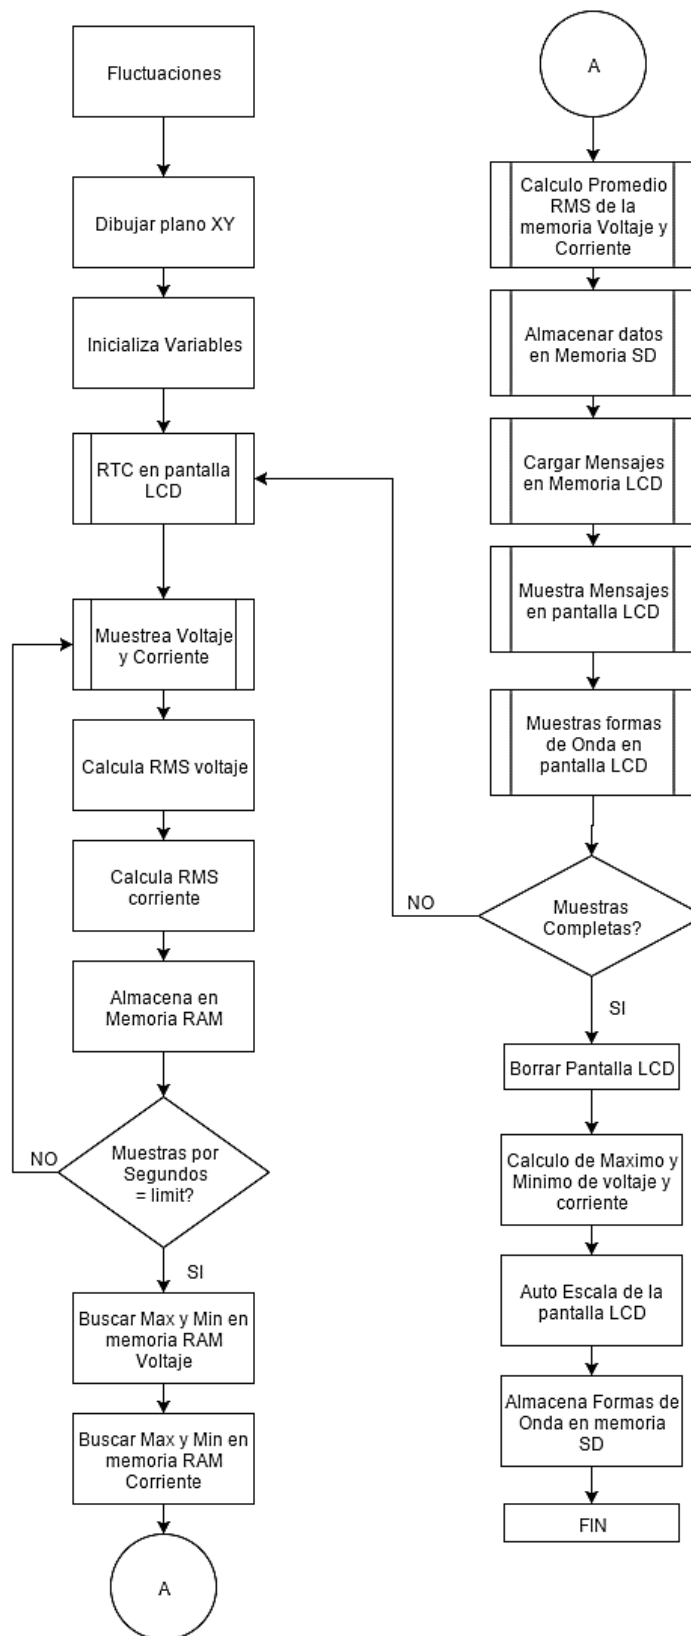 Fluctuaciones
Dibujar plano XY
Inicializa Variables
RTC en pantalla
LCD
Muestrea Voltaje
y Corriente
Calcula RMS voltaje
Calcula RMS
corriente
Almacena en
Memoria RAM
Muestras por
Segundos
= limit?
NO
SI
Buscar Max y Min en
memoria RAM
Voltaje
Buscar Max y Min en
memoria RAM
Corriente
A
A
Calculo Promedio
RMS de la
memoria Voltaje y
Corriente
Almacenar datos
en Memoria SD
Cargar Mensajes
en Memoria LCD
Muestra Mensajes
en pantalla LCD
Muestras formas
de Onda en
pantalla LCD
Muestras
Completas?
NO
SI
Borrar Pantalla LCD
Calculo de Maximo y
Minimo de voltaje y
corriente
Auto Escala de la
pantalla LCD
Almacena Formas de
Onda en memoria
SD
FIN